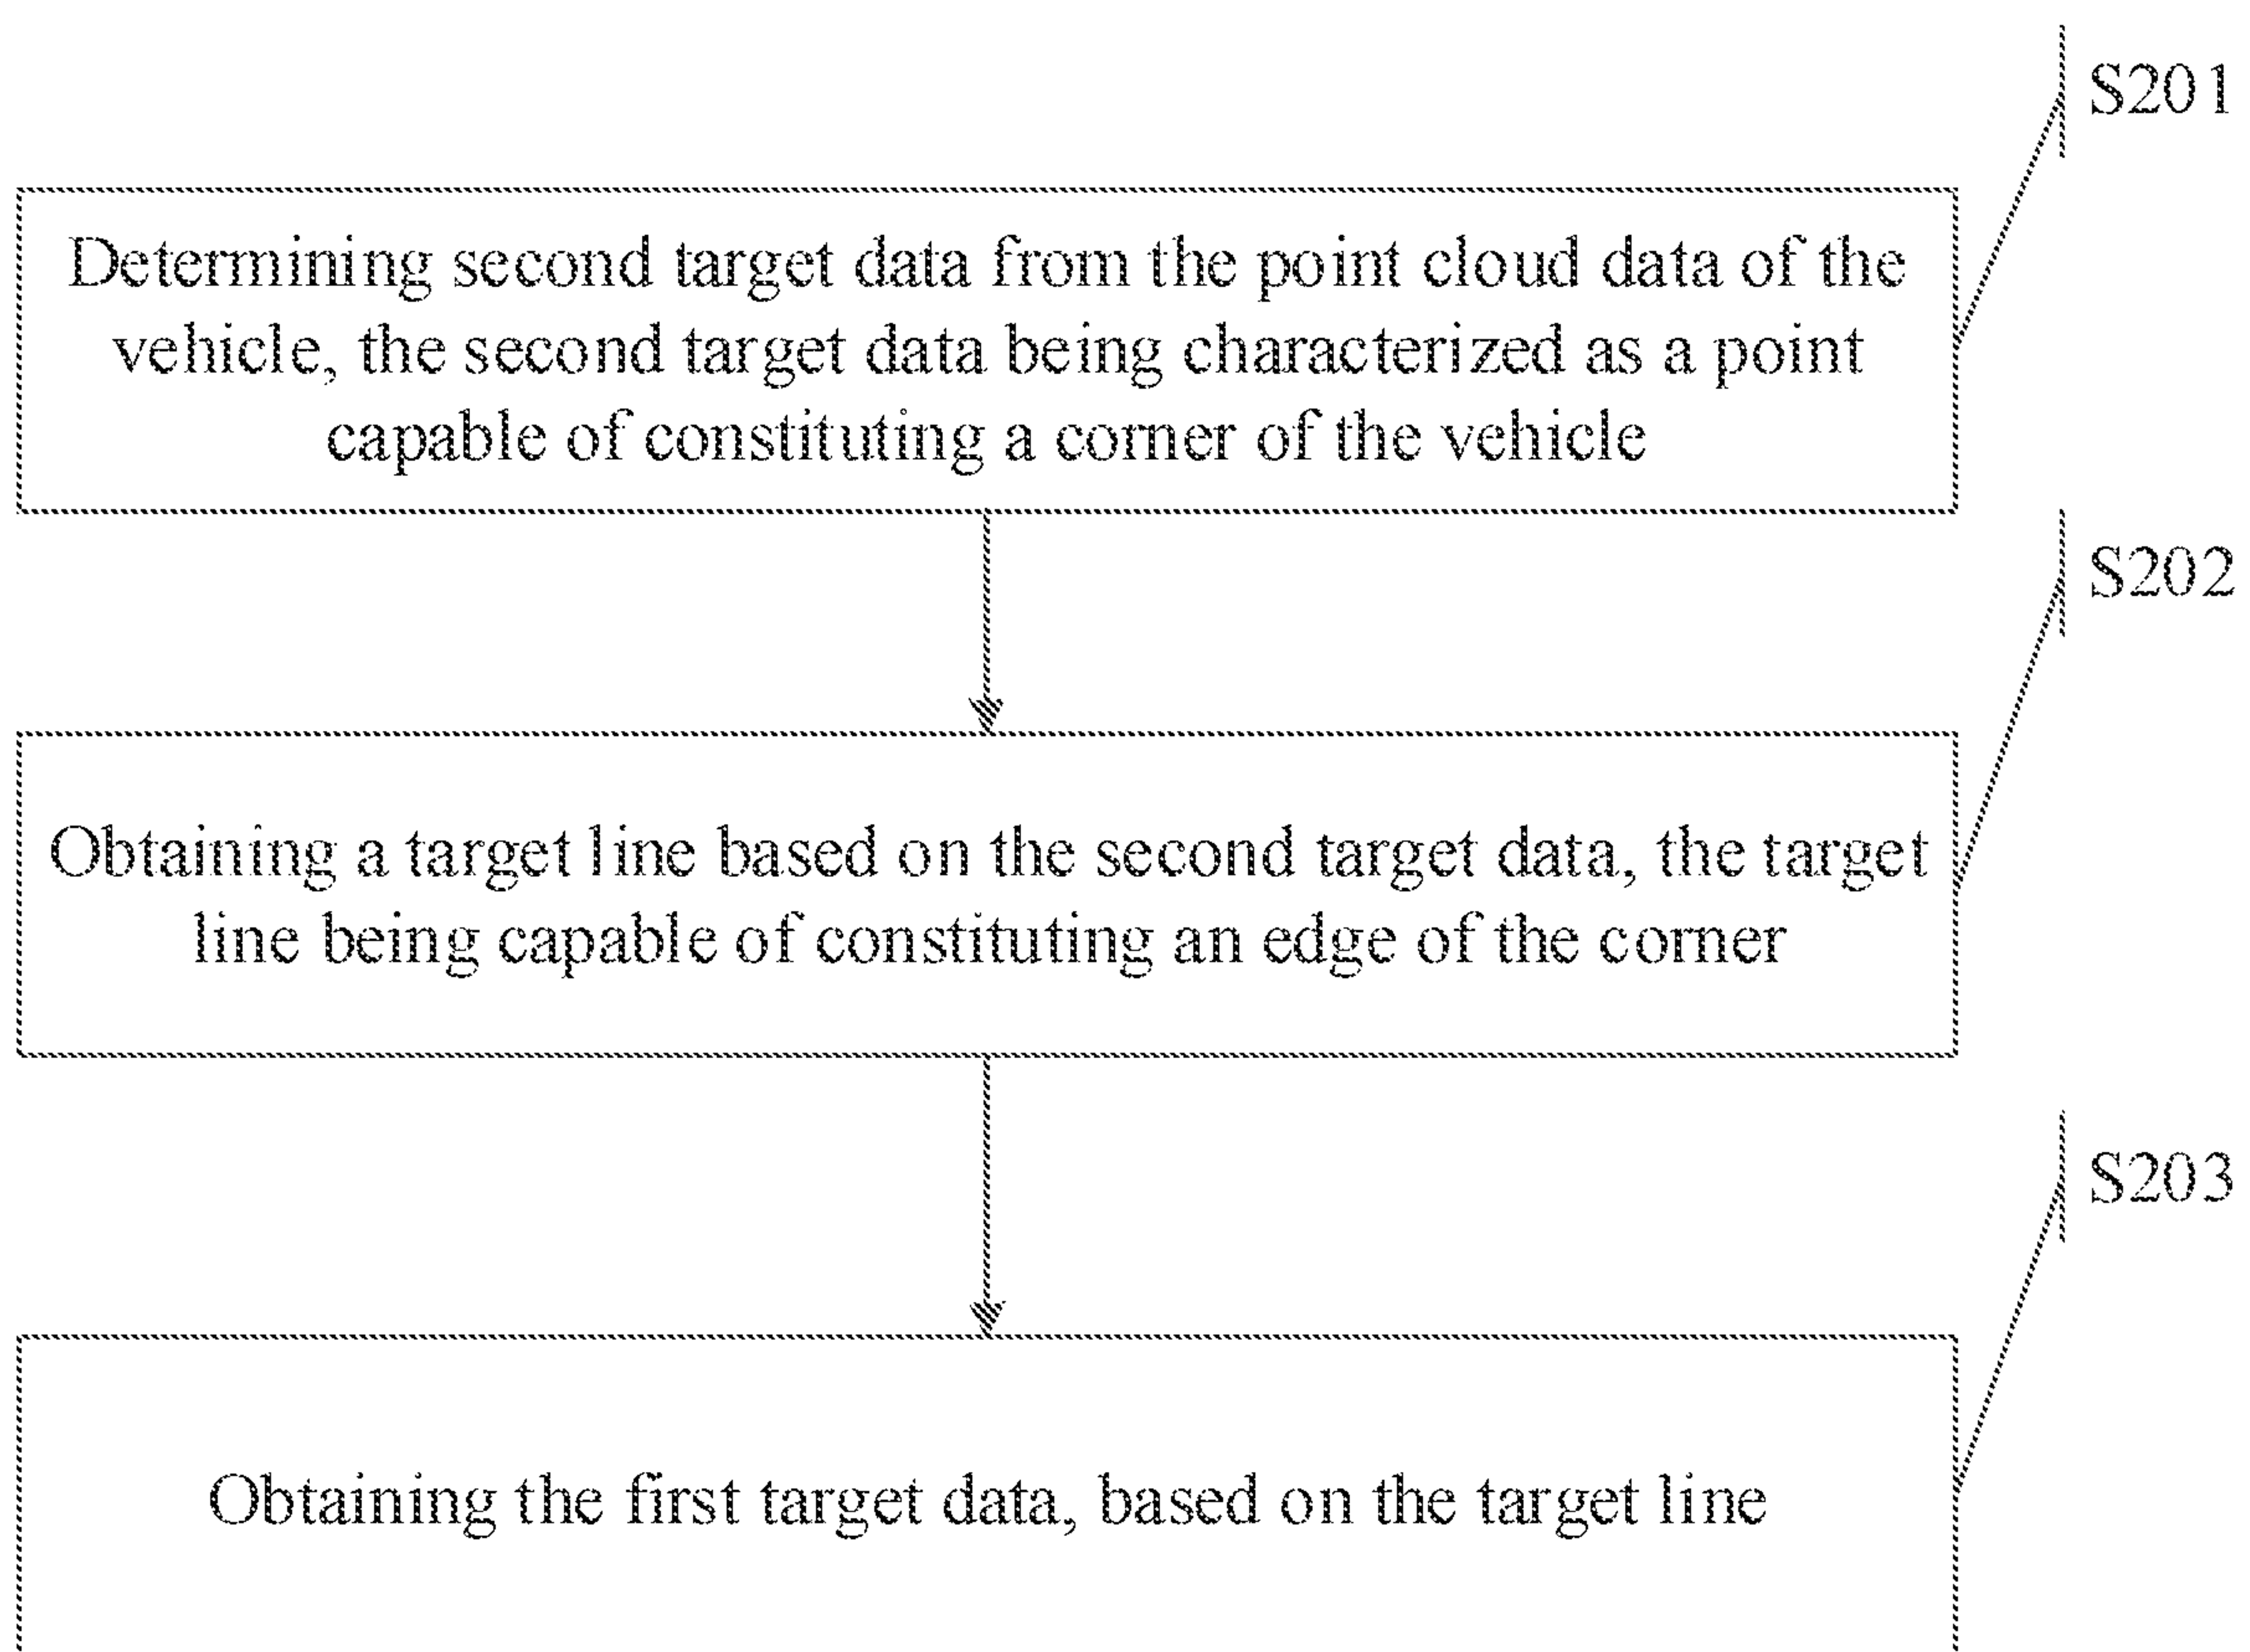 S201
Determining second target data from the point cloud data of the
vehicle, the second target data being characterized as a point
capable of constituting a corner of the vehicle
S202
Obtaining a target line based on the second target data, the target
line being capable of constituting an edge of the corner
S203
Obtaining the first target data, based on the target line